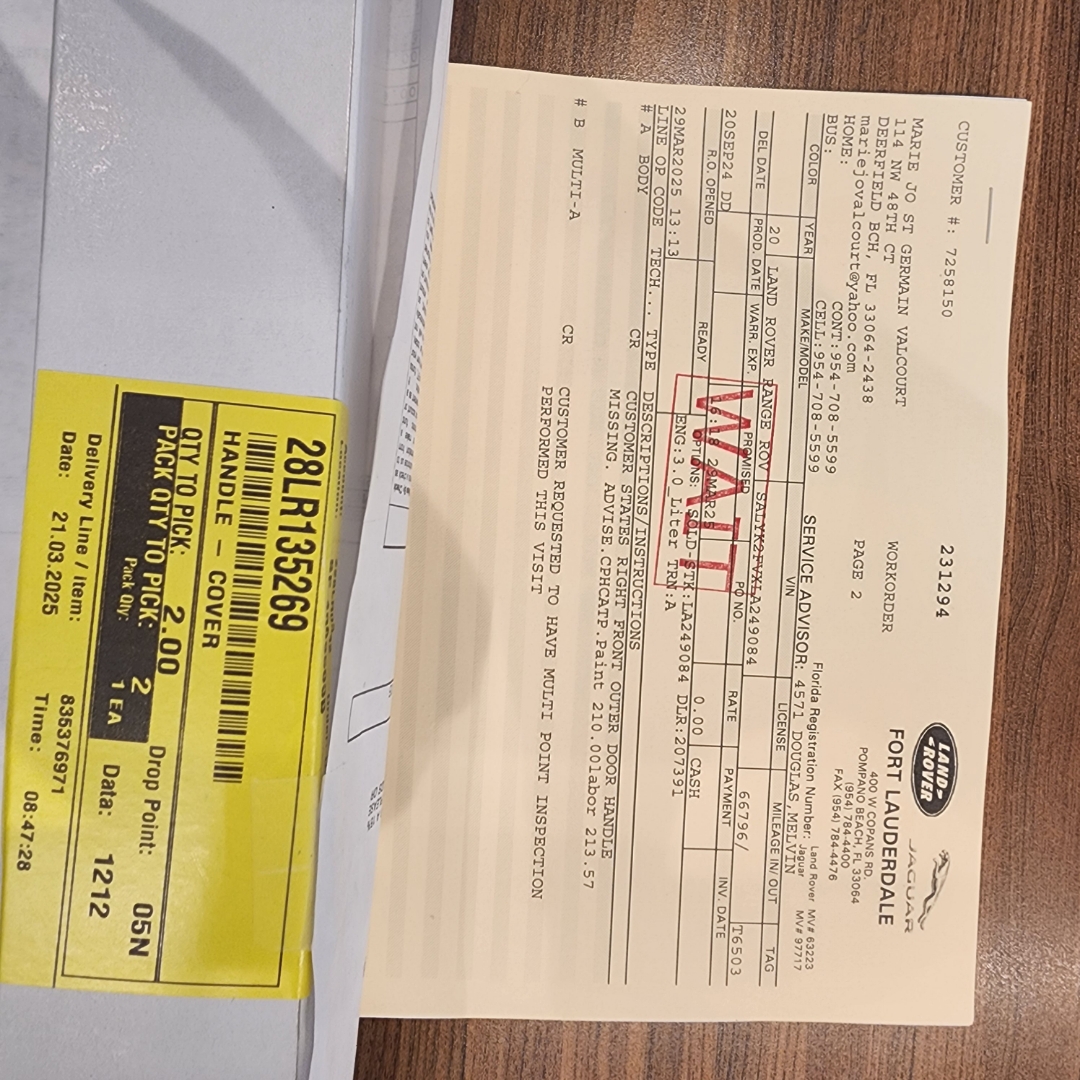 CUSTOMER #: 7258150
231294
LAND-
ROVER
JAGUAR
WORKORDER
FORT LAUDERDALE
MARIE JO ST GERMAIN VALCOURT
114 NW 48TH CT
DEERFIELD BCH, FL 33064-2438
mariejovalcourt@yahoo.com
PAGE 2
400 W COPANS RD.
POMPANO BEACH, FL 33064
(954) 784-4400
FAX (954) 784-4476
HOME: CONT:954-708-5599
BUS: CELL:954-708-5599
Florida Registration Number: Land Rover MV# 63223
Jaguar MV# 97717
SERVICE ADVISOR: 4571 DOUGLAS, MELVIN
COLOR YEAR MAKE/MODEL VIN LICENSE MILEAGE IN/ OUT TAG
20 LAND ROVER RANGE ROV SALYK2FVXLA249084 66796/ T6503
DEL DATE PROD. DATE WARR. EXP. PROMISED PO NO. RATE PAYMENT INV. DATE
20SEP24 DD 16:18 29MAR25 0.00 CASH
WAIT
R.O. OPENED READY OPTIONS: SOLD-STK:LA249084 DLR:207391
29MAR2025 13:13 ENG:3.0_Liter TRN:A
LINE OP CODE TECH... TYPE DESCRIPTIONS/INSTRUCTIONS
# A BODY CR CUSTOMER STATES RIGHT FRONT OUTER DOOR HANDLE
MISSING. ADVISE.CPHCATP.Paint 210.00labor 213.57
# B MULTI-A CR CUSTOMER REQUESTED TO HAVE MULTI POINT INSPECTION
PERFORMED THIS VISIT
28LR135269
HANDLE - COVER
QTY TO PICK: 2.00
Drop Point: 05N
PACK QTY TO PICK: 2
Pack Qty: 1 EA
Data: 1212
Delivery Line / Item: 835376971
Date: 21.03.2025 Time: 08:47:28